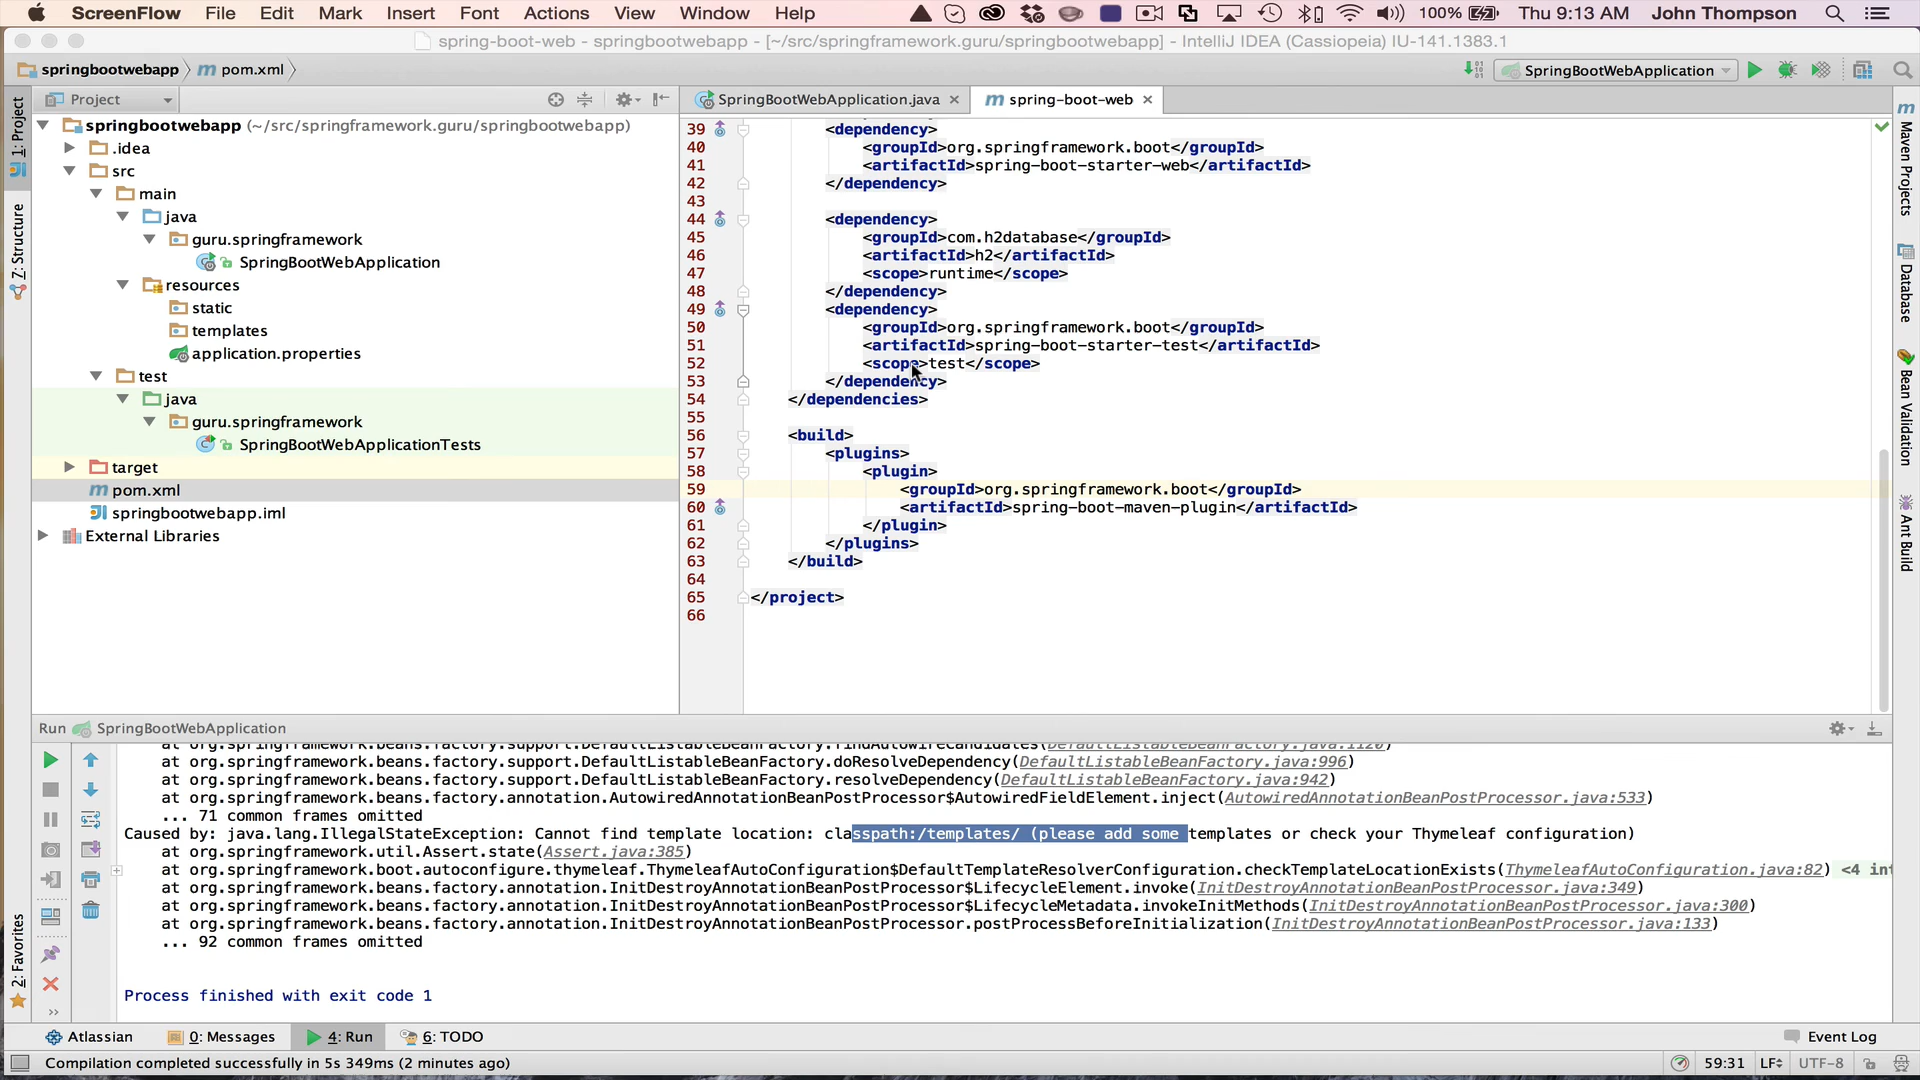 ScreenFlow File Edit Mark Insert Font Actions View Window Help 100% Thu 9:13 AM John Thompson
spring-boot-web - springbootwebapp - [~/src/springframework.guru/springbootwebapp] - IntelliJ IDEA (Cassiopeia) IU-141.1383.1
springbootwebapp pom.xml SpringBootWebApplication
1: Project
Z: Structure
2: Favorites
Project
springbootwebapp (~/src/springframework.guru/springbootwebapp)
.idea
src
main
java
guru.springframework
SpringBootWebApplication
resources
static
templates
application.properties
test
java
guru.springframework
SpringBootWebApplicationTests
target
pom.xml
springbootwebapp.iml
External Libraries
SpringBootWebApplication.java spring-boot-web
39 <dependency>
40 <groupId>org.springframework.boot</groupId>
41 <artifactId>spring-boot-starter-web</artifactId>
42 </dependency>
43
44 <dependency>
45 <groupId>com.h2database</groupId>
46 <artifactId>h2</artifactId>
47 <scope>runtime</scope>
48 </dependency>
49 <dependency>
50 <groupId>org.springframework.boot</groupId>
51 <artifactId>spring-boot-starter-test</artifactId>
52 <scope>test</scope>
53 </dependency>
54 </dependencies>
55
56 <build>
57 <plugins>
58 <plugin>
59 <groupId>org.springframework.boot</groupId>
60 <artifactId>spring-boot-maven-plugin</artifactId>
61 </plugin>
62 </plugins>
63 </build>
64
65 </project>
66
Maven Projects
Database
Bean Validation
Ant Build
Run SpringBootWebApplication
at org.springframework.beans.factory.support.DefaultListableBeanFactory.findAutowireCandidates(DefaultListableBeanFactory.java:1120)
at org.springframework.beans.factory.support.DefaultListableBeanFactory.doResolveDependency(DefaultListableBeanFactory.java:996)
at org.springframework.beans.factory.support.DefaultListableBeanFactory.resolveDependency(DefaultListableBeanFactory.java:942)
at org.springframework.beans.factory.annotation.AutowiredAnnotationBeanPostProcessor$AutowiredFieldElement.inject(AutowiredAnnotationBeanPostProcessor.java:533)
... 71 common frames omitted
Caused by: java.lang.IllegalStateException: Cannot find template location: classpath:/templates/ (please add some templates or check your Thymeleaf configuration)
at org.springframework.util.Assert.state(Assert.java:385)
at org.springframework.boot.autoconfigure.thymeleaf.ThymeleafAutoConfiguration$DefaultTemplateResolverConfiguration.checkTemplateLocationExists(ThymeleafAutoConfiguration.java:82) <4 int
at org.springframework.beans.factory.annotation.InitDestroyAnnotationBeanPostProcessor$LifecycleElement.invoke(InitDestroyAnnotationBeanPostProcessor.java:349)
at org.springframework.beans.factory.annotation.InitDestroyAnnotationBeanPostProcessor$LifecycleMetadata.invokeInitMethods(InitDestroyAnnotationBeanPostProcessor.java:300)
at org.springframework.beans.factory.annotation.InitDestroyAnnotationBeanPostProcessor.postProcessBeforeInitialization(InitDestroyAnnotationBeanPostProcessor.java:133)
... 92 common frames omitted
Process finished with exit code 1
Atlassian 0: Messages 4: Run 6: TODO Event Log
Compilation completed successfully in 5s 349ms (2 minutes ago) 59:31 LF UTF-8